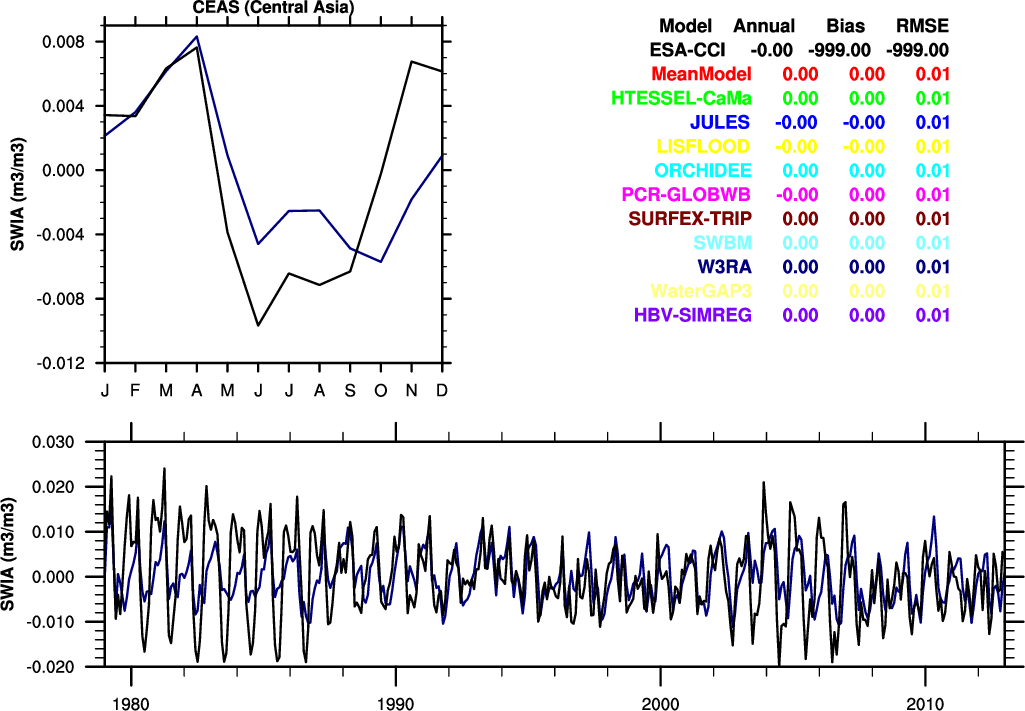 CEAS (Central Asia)
0.008
0.004
0.000
-0.004
-0.008
-0.012
SWIA (m3/m3)
J F M A M J J A S O N D
Model Annual Bias RMSE
ESA-CCI -0.00 -999.00 -999.00
MeanModel 0.00 0.00 0.01
HTESSEL-CaMa 0.00 0.00 0.01
JULES -0.00 -0.00 0.01
LISFLOOD -0.00 -0.00 0.01
ORCHIDEE 0.00 0.00 0.01
PCR-GLOBWB -0.00 0.00 0.01
SURFEX-TRIP 0.00 0.00 0.01
SWBM 0.00 0.00 0.01
W3RA 0.00 0.00 0.01
WaterGAP3 0.00 0.00 0.01
HBV-SIMREG 0.00 0.00 0.01
0.030
0.020
0.010
0.000
-0.010
-0.020
SWIA (m3/m3)
1980 1990 2000 2010